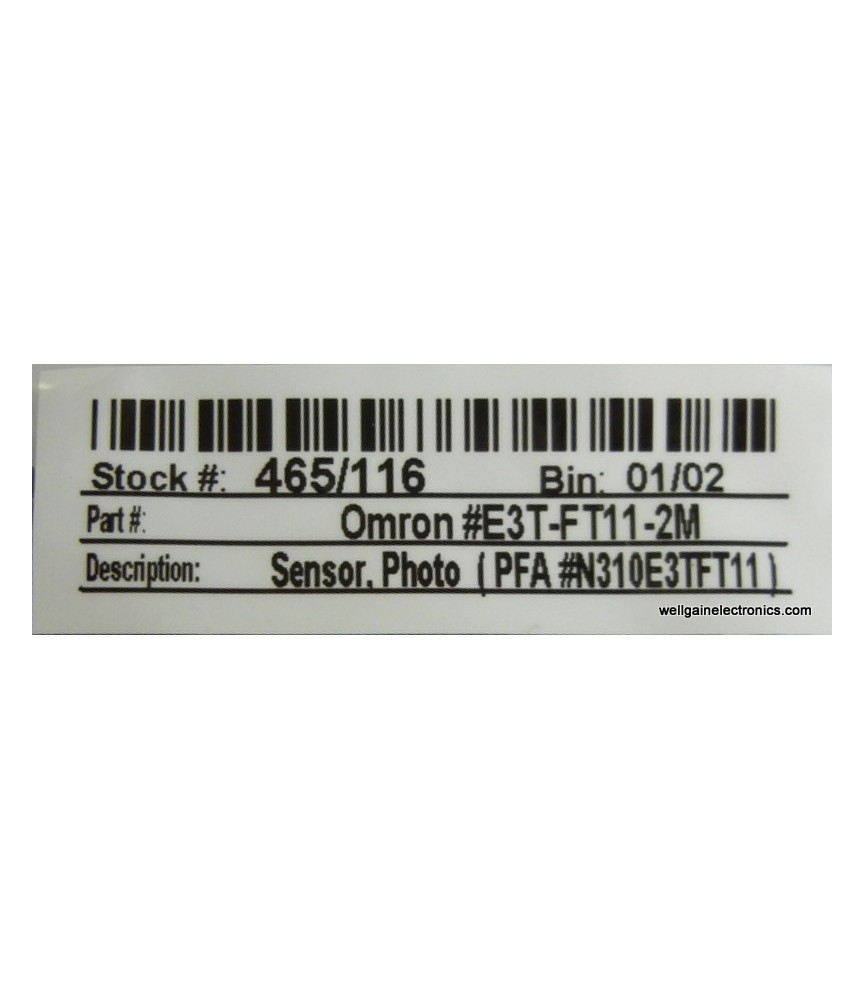 Stock #: 465/116 Bin: 01/02
Part #: Omron #E3T-FT11-2M
Description: Sensor, Photo ( PFA #N310E3TFT11 )
wellgainelectronics.com